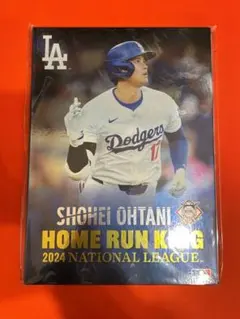 LA
Dodgers
17
SHOHEI OHTANI
HOME RUN KING
2024 NATIONAL LEAGUE